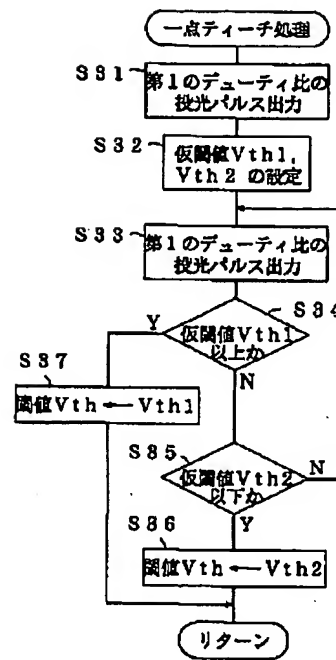 一点ティーチ処理
S31
第1のデューティ比の
投光パルス出力
S32
仮閾値Vth1,
Vth2 の設定
S33
第1のデューティ比の
投光パルス出力
S34
仮閾値Vth1
以上か
Y
N
S37
閾値Vth ← Vth1
S35
仮閾値Vth2
以下か
N
Y
S36
閾値Vth ← Vth2
リターン